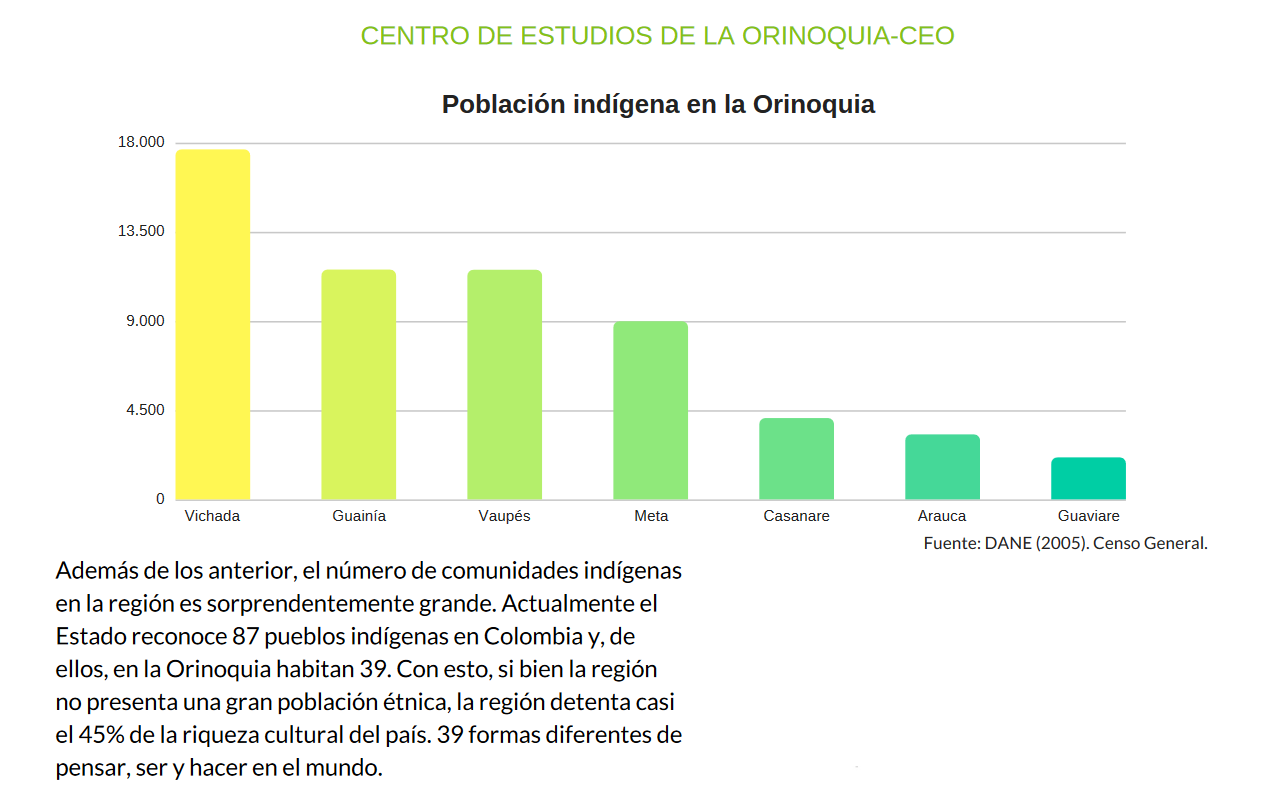 CENTRO DE ESTUDIOS DE LA ORINOQUIA-CEO
Población indígena en la Orinoquia
18.000
13.500
9.000
4.500
0
Vichada Guainía Vaupés Meta Casanare Arauca Guaviare
Fuente: DANE (2005). Censo General.
Además de los anterior, el número de comunidades indígenas
en la región es sorprendentemente grande. Actualmente el
Estado reconoce 87 pueblos indígenas en Colombia y, de
ellos, en la Orinoquia habitan 39. Con esto, si bien la región
no presenta una gran población étnica, la región detenta casi
el 45% de la riqueza cultural del país. 39 formas diferentes de
pensar, ser y hacer en el mundo.